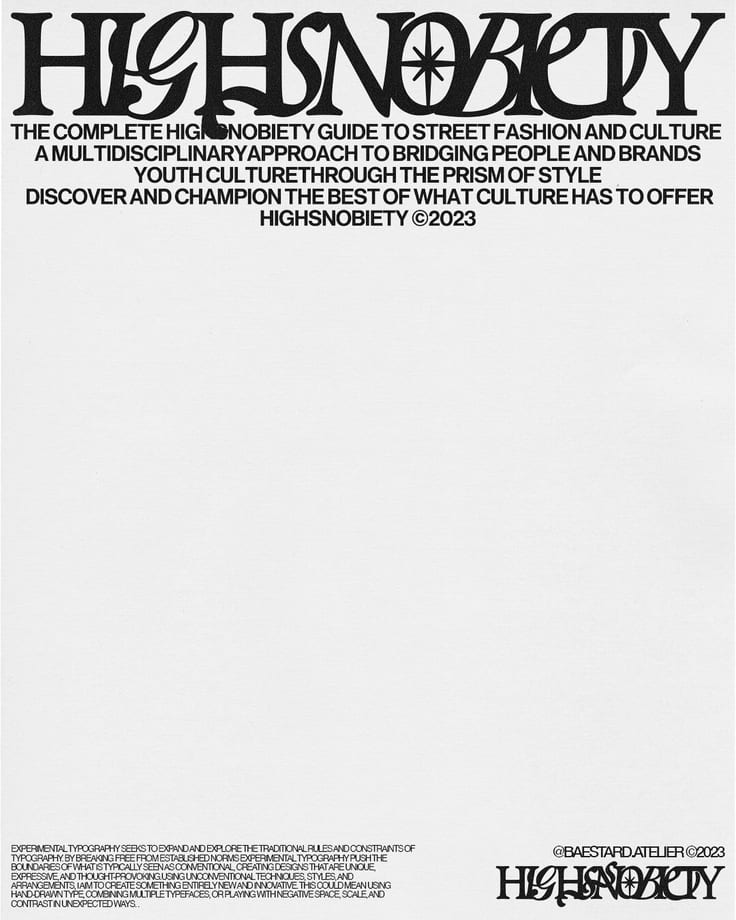 HIGHSNOBIETY
THE COMPLETE HIGHSNOBIETY GUIDE TO STREET FASHION AND CULTURE
A MULTIDISCIPLINARY APPROACH TO BRIDGING PEOPLE AND BRANDS
YOUTH CULTURETHROUGH THE PRISM OF STYLE
DISCOVER AND CHAMPION THE BEST OF WHAT CULTURE HAS TO OFFER
HIGHSNOBIETY ©2023
EXPERIMENTAL TYPOGRAPHY SEEKS TO EXPAND AND EXPLORE THE TRADITIONAL RULES AND CONSTRAINTS OF
TYPOGRAPHY. BY BREAKING FREE FROM ESTABLISHED NORMS EXPERIMENTAL TYPOGRAPHY PUSH THE
BOUNDARIES OF WHAT IS TYPICALLY SEEN AS CONVENTIONAL, CREATING DESIGNS THAT ARE UNIQUE,
EXPRESSIVE, AND THOUGHT-PROVOKING. USING UNCONVENTIONAL TECHNIQUES, STYLES, AND
ARRANGEMENTS, I AIM TO CREATE SOMETHING ENTIRELY NEW AND INNOVATIVE. THIS COULD MEAN USING
HAND-DRAWN TYPE, COMBINING MULTIPLE TYPEFACES, OR PLAYING WITH NEGATIVE SPACE, SCALE, AND
CONTRAST IN UNEXPECTED WAYS. .
@BAESTARD.ATELIER ©2023
HIGHSNOBIETY